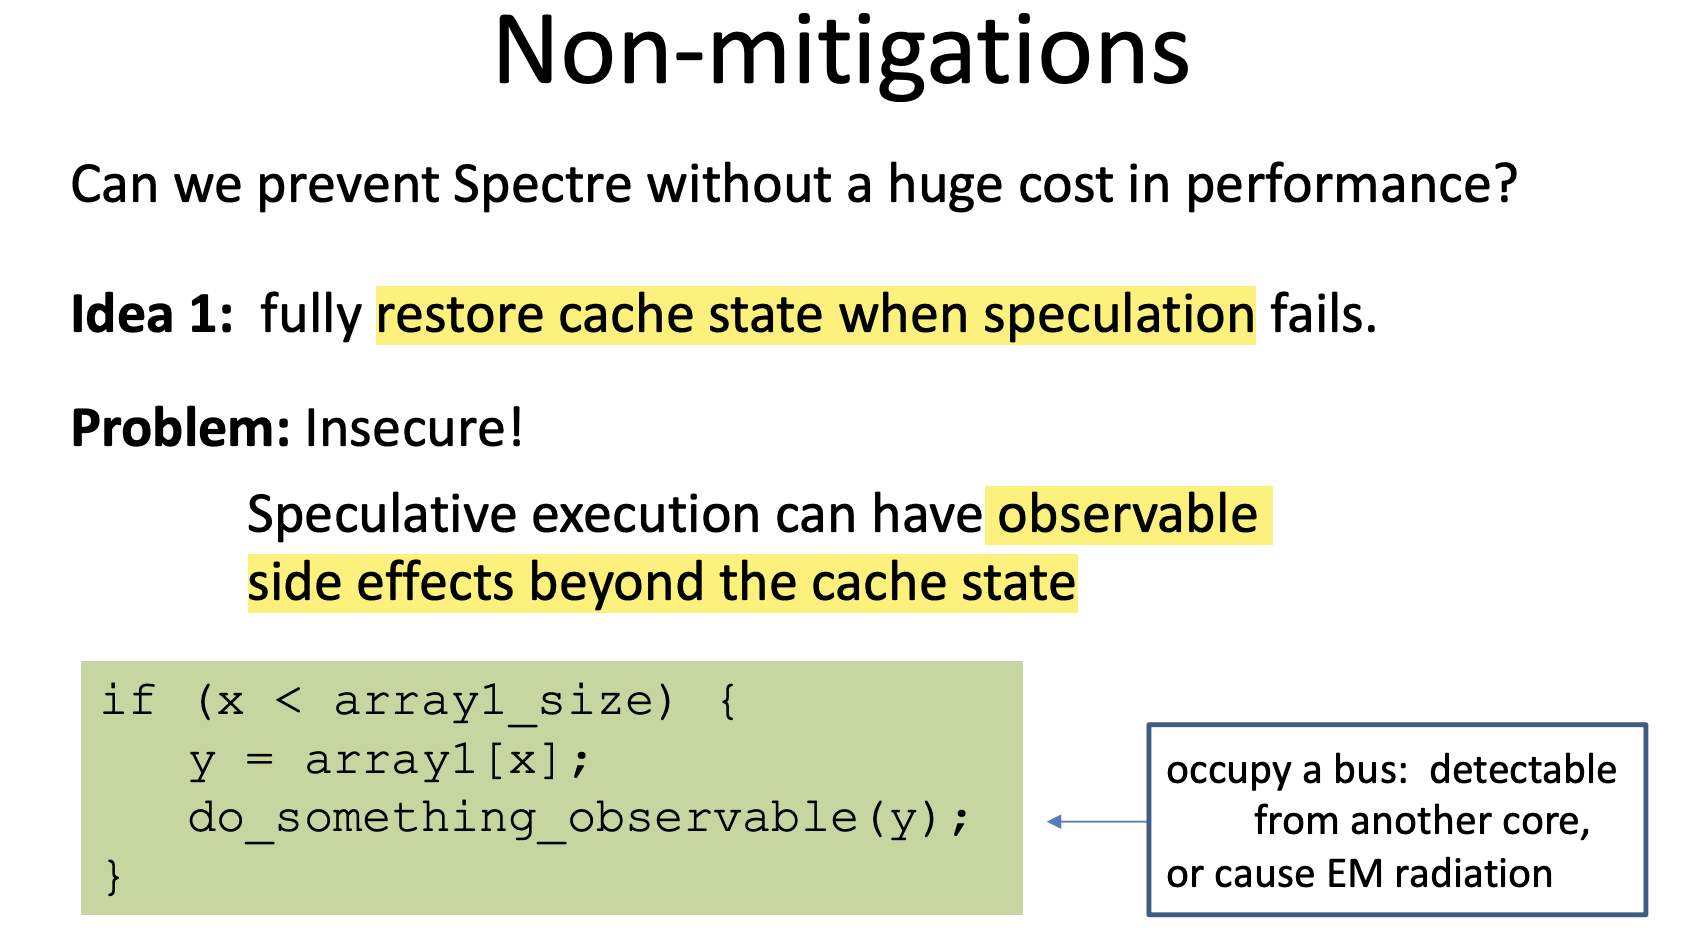 Non-mitigations
Can we prevent Spectre without a huge cost in performance?
Idea 1:  fully restore cache state when speculation fails.
Problem: Insecure!
Speculative execution can have observable
side effects beyond the cache state
if (x < array1_size) {
   y = array1[x];
   do_something_observable(y);
}
occupy a bus:  detectable
from another core,
or cause EM radiation